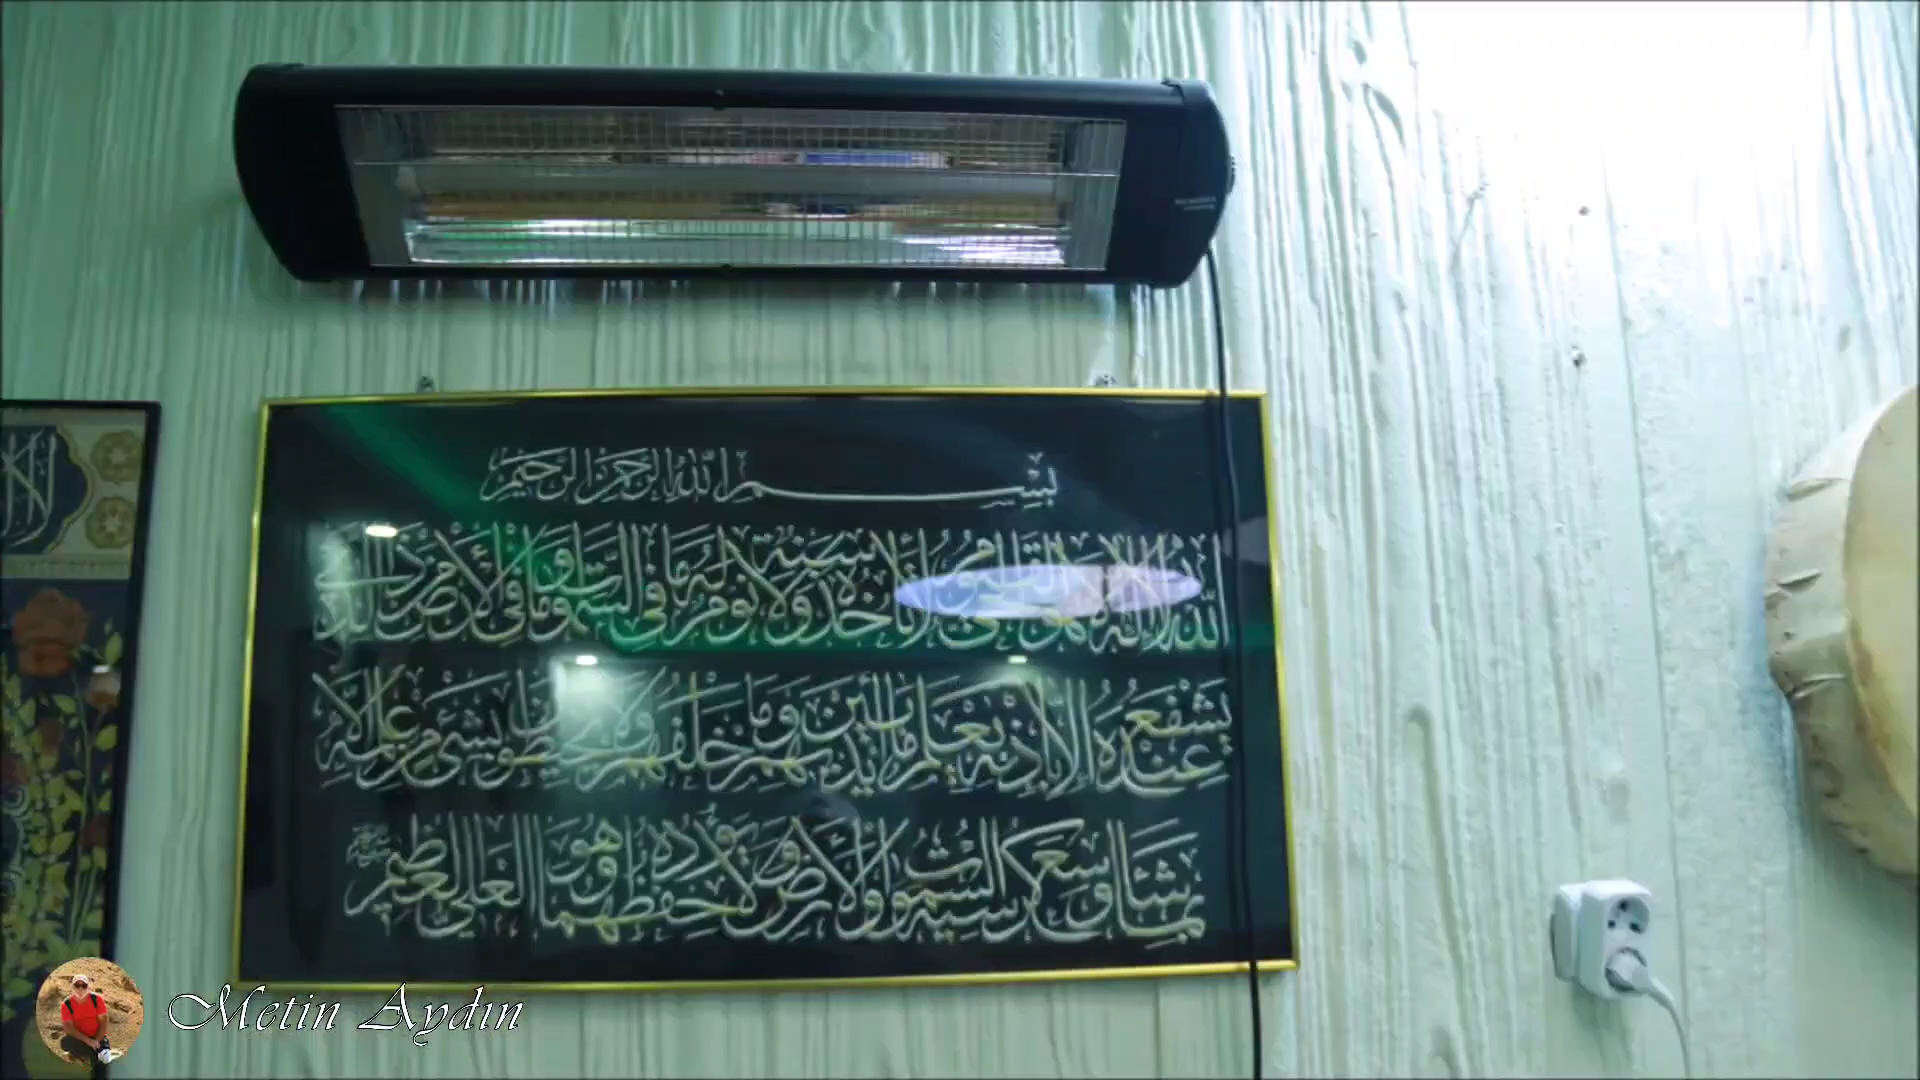 بسم الله الرحمن الرحيم
الله لا إله إلا هو الحي القيوم لا تأخذه سنة ولا نوم له ما في السموات وما في الأرض من ذا الذي
يشفع عنده إلا بإذنه يعلم ما بين أيديهم وما خلفهم ولا يحيطون بشيء من علمه إلا
بما شاء وسع كرسيه السموات والأرض ولا يؤده حفظهما وهو العلي العظيم
Metin Aydın